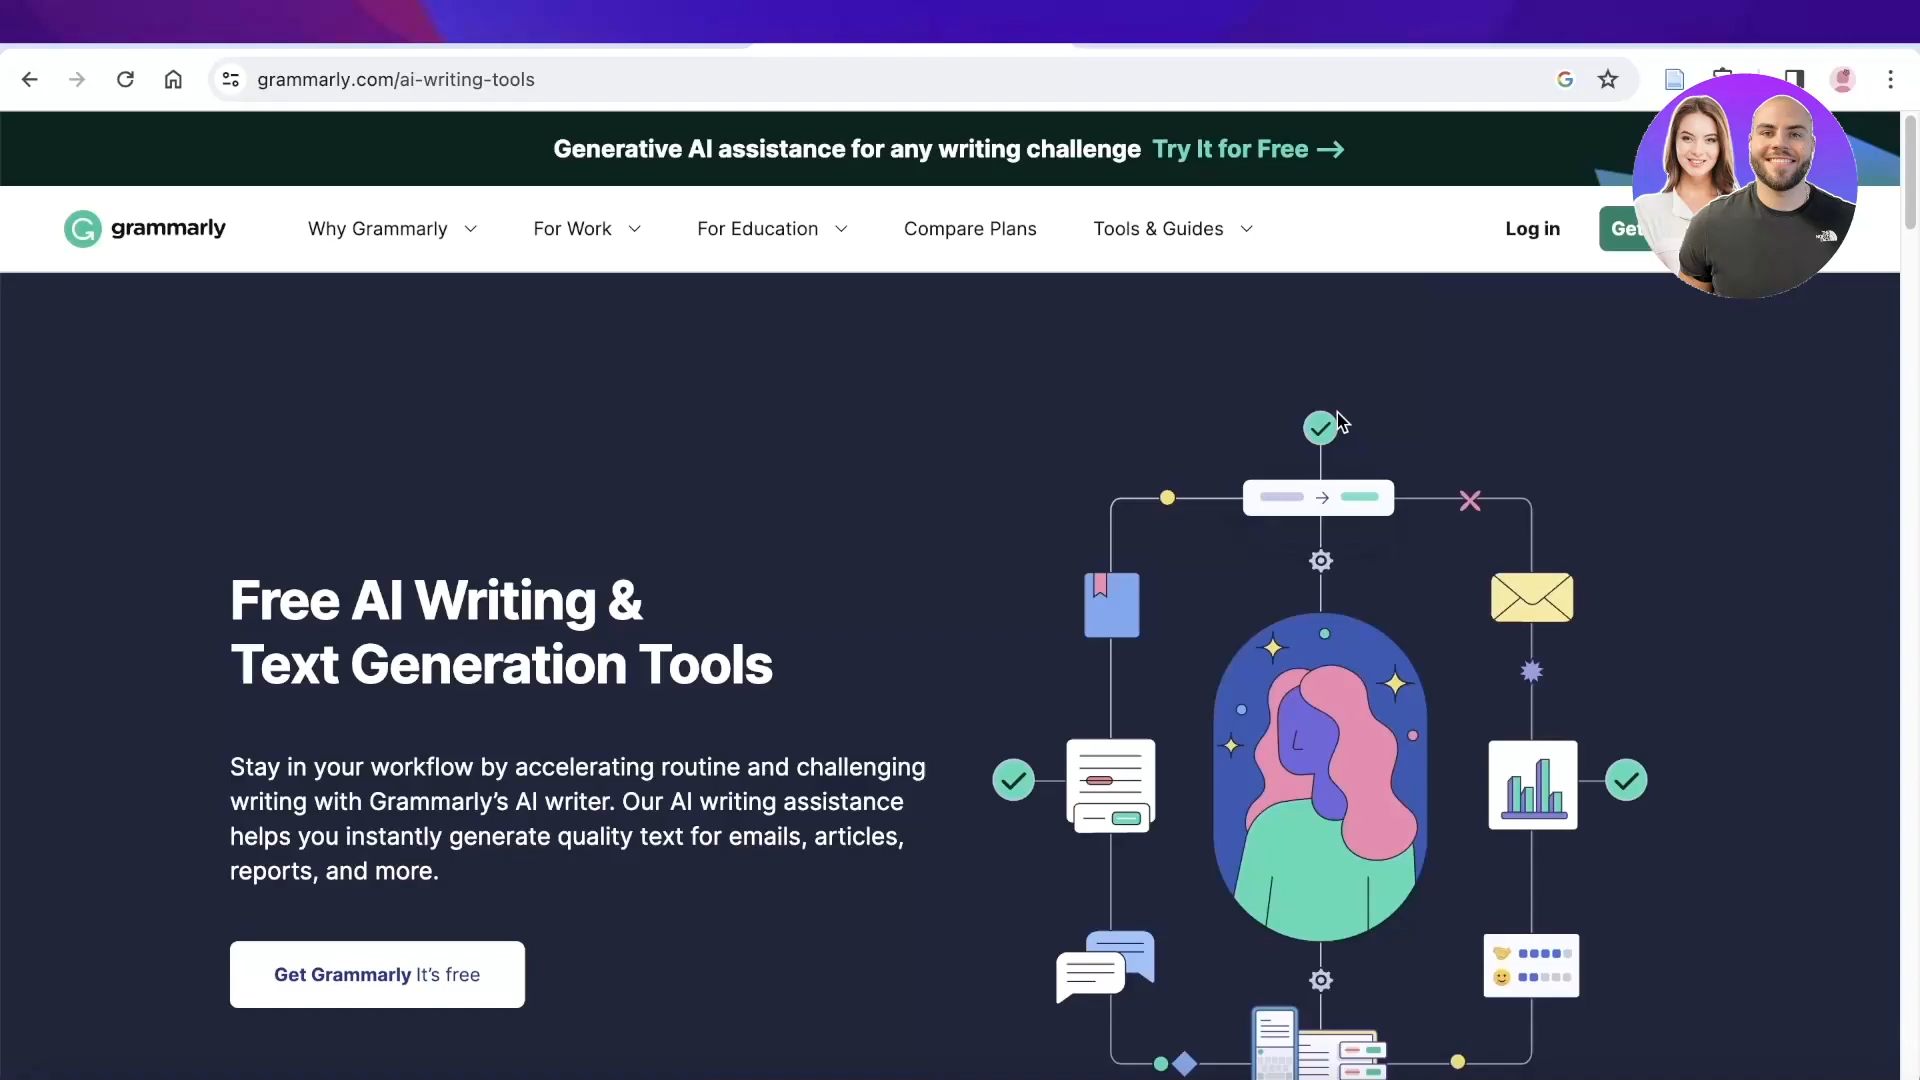 grammarly.com/ai-writing-tools
Generative AI assistance for any writing challenge Try It for Free →
grammarly
Why Grammarly
For Work
For Education
Compare Plans
Tools & Guides
Log in
Free AI Writing &
Text Generation Tools
Stay in your workflow by accelerating routine and challenging
writing with Grammarly’s AI writer. Our AI writing assistance
helps you instantly generate quality text for emails, articles,
reports, and more.
Get Grammarly It’s free